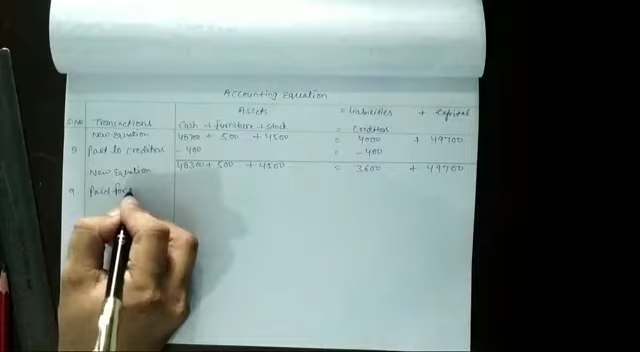 Accounting Equation
Assets = Liabilities + Capital
S.No Transactions Cash + furniture + stock = Creditors
New Equation 48700 + 500 + 4500 = 4000 + 49700
8. Paid to creditors -400 = -400
New Equation 48300 + 500 + 4500 = 3600 + 49700
9. Paid for